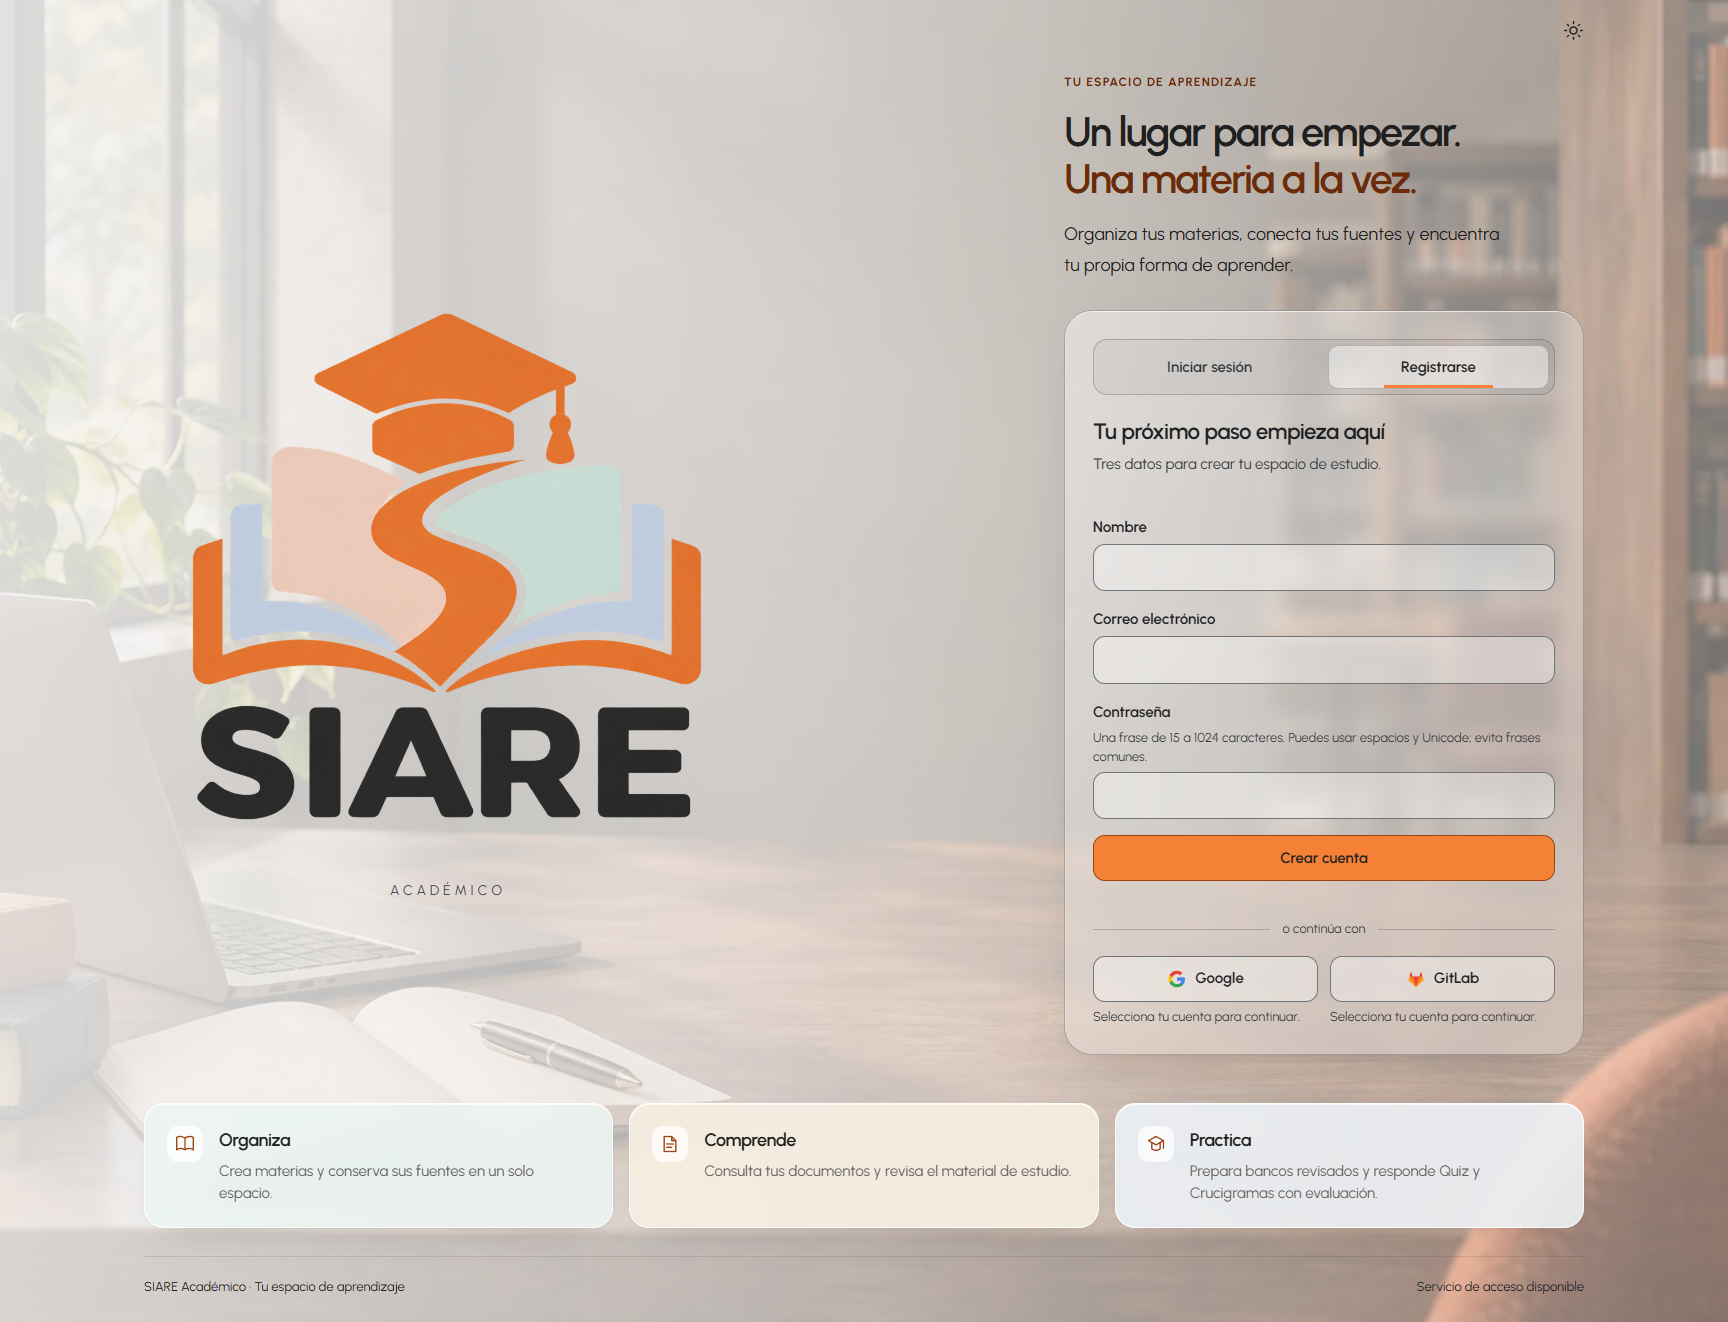 TU ESPACIO DE APRENDIZAJE
Un lugar para empezar.
Una materia a la vez.
Organiza tus materias, conecta tus fuentes y encuentra
tu propia forma de aprender.
SIARE
ACADÉMICO
Iniciar sesión
Registrarse
Tu próximo paso empieza aquí
Tres datos para crear tu espacio de estudio.
Nombre
Correo electrónico
Contraseña
Una frase de 15 a 1024 caracteres. Puedes usar espacios y Unicode; evita frases
comunes.
Crear cuenta
o continúa con
Google
GitLab
Selecciona tu cuenta para continuar.
Selecciona tu cuenta para continuar.
Organiza
Crea materias y conserva sus fuentes en un solo
espacio.
Comprende
Consulta tus documentos y revisa el material de estudio.
Practica
Prepara bancos revisados y responde Quiz y
Crucigramas con evaluación.
SIARE Académico · Tu espacio de aprendizaje
Servicio de acceso disponible